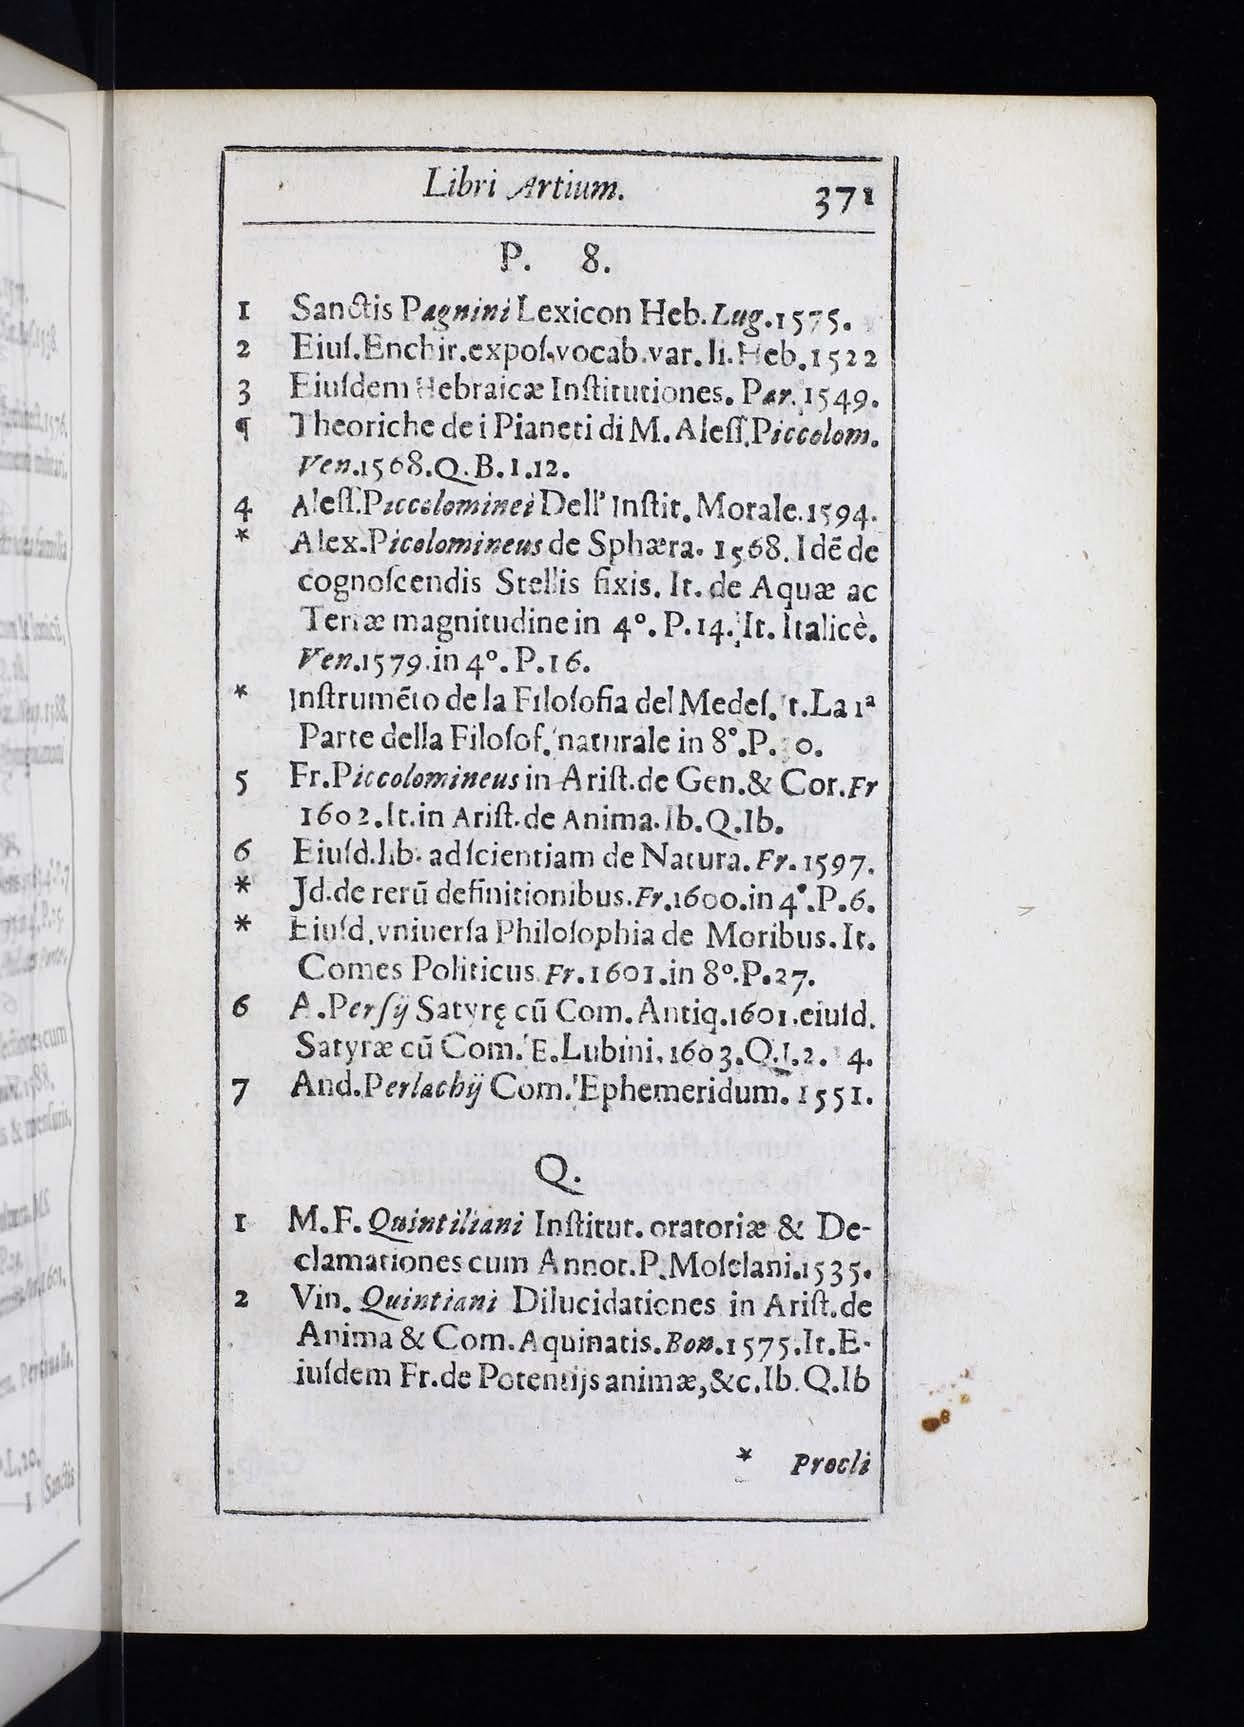 Libri Artium. 371
P. 8.
1 Sanctis Pagnini Lexicon Heb. Lug. 1575.
2 Eiuſ. Enchir. expoſ. vocab. var. li. Heb. 1522
3 Eiuſdem Hebraicæ Inſtitutiones. Par. 1549.
¶ Theoriche de i Pianeti di M. Aleſſ. Piccolom.
Ven. 1568. Q. B. 1. 12.
4 Aleſſ. Piccolominei Dell' Inſtit. Morale. 1594.
* Alex. Picolomineus de Sphæra. 1568. Idē de
cognoſcendis Stellis fixis. It. de Aquæ ac
Terræ magnitudine in 4°. P. 14. It. Italicè.
Ven. 1579. in 4°. P. 16.
* Inſtrumēto de la Filoſofia del Medeſ. t. La 1ª
Parte della Filoſof. naturale in 8°. P. 0.
5 Fr. Piccolomineus in Ariſt. de Gen. & Cor. Fr
1602. It. in Ariſt. de Anima. Ib. Q. Ib.
6 Eiuſd. lib. ad ſcientiam de Natura. Fr. 1597.
* Jd. de rerū definitionibus. Fr. 1600. in 4°. P. 6.
* Eiuſd. vniuerſa Philoſophia de Moribus. It.
Comes Politicus. Fr. 1601. in 8°. P. 27.
6 A. Perſij Satyrę cū Com. Antiq. 1601. eiuſd.
Satyræ cū Com. E. Lubini. 1603. Q. I. 2. 4.
7 And. Perlachij Com. Ephemeridum. 1551.
Q.
1 M. F. Quintiliani Inſtitut. oratoriæ & De-
clamationes cum Annot. P. Moſelani. 1535.
2 Vin. Quintiani Dilucidationes in Ariſt. de
Anima & Com. Aquinatis. Bon. 1575. It. E-
iuſdem Fr. de Potentijs animæ, &c. Ib. Q. Ib
* Procli